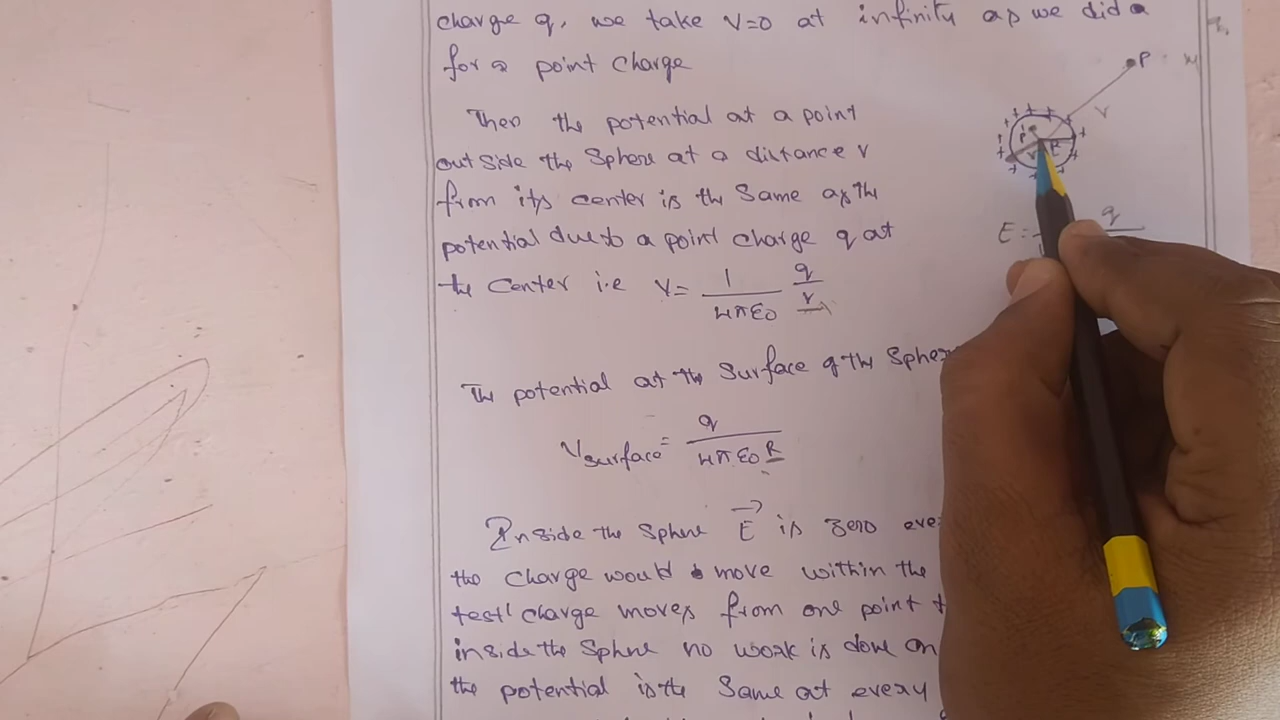 charge q, we take V=0 at infinity as we did a
for a point charge
P
Then the potential at a point
r
outside the sphere at a distance r
R
from its center is the same as the
potential due to a point charge q at
E = q
the center i.e V= 1/4πε0 q/r
The potential at the surface of the sphere
Vsurface = q/4πε0 R
Inside the sphere E⃗ is zero eve
the charge would move within the
test charge moves from one point t
inside the sphere no work is done on
the potential is the same at every